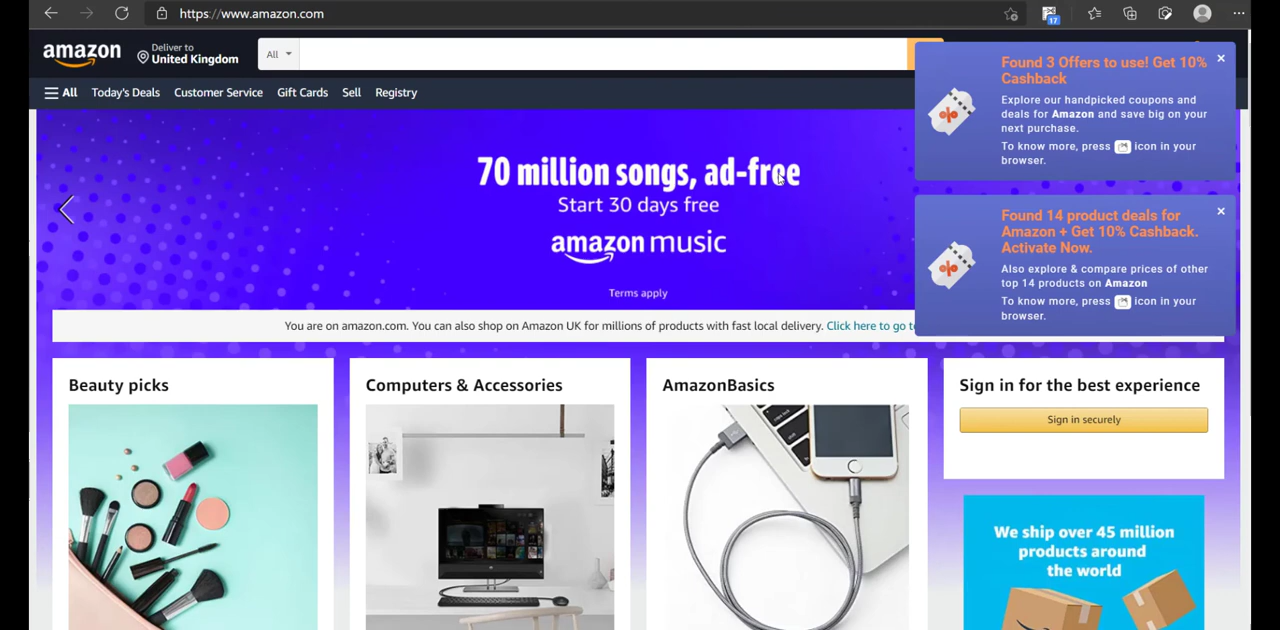 https://www.amazon.com
17
amazon
Deliver to
United Kingdom
All
All
Today's Deals
Customer Service
Gift Cards
Sell
Registry
Found 3 Offers to use! Get 10%
Cashback
Explore our handpicked coupons and
deals for Amazon and save big on your
next purchase.
To know more, press icon in your
browser.
70 million songs, ad-free
Start 30 days free
amazon music
Terms apply
Found 14 product deals for
Amazon + Get 10% Cashback.
Activate Now.
Also explore & compare prices of other
top 14 products on Amazon
To know more, press icon in your
browser.
You are on amazon.com. You can also shop on Amazon UK for millions of products with fast local delivery. Click here to go to
Beauty picks
Computers & Accessories
AmazonBasics
Sign in for the best experience
Sign in securely
We ship over 45 million
products around
the world